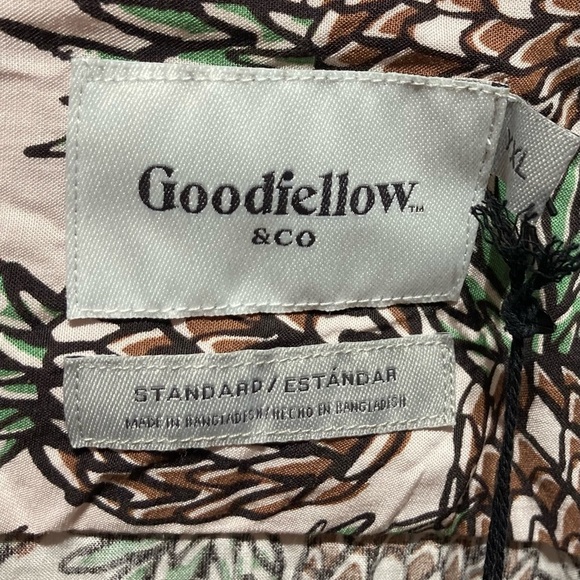 Goodfellow™
& CO
XXL
STANDARD/ESTÁNDAR
MADE IN BANGLADESH/HECHO EN BANGLADESH